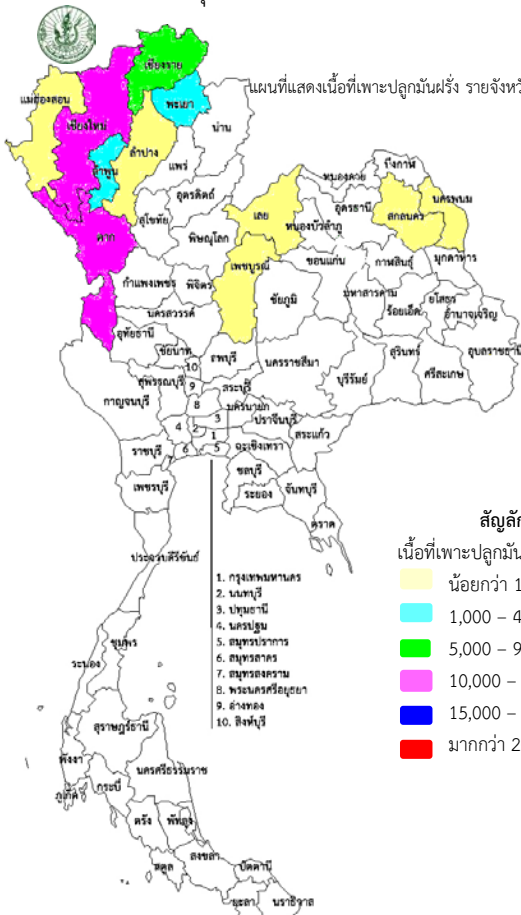 แผนที่แสดงเนื้อที่เพาะปลูกมันฝรั่ง รายจังหวั
เชียงราย
แม่ฮ่องสอน
พะเยา
เชียงใหม่
น่าน
ลำปาง
ลำพูน
แพร่
อุตรดิตถ์
สุโขทัย
ตาก
พิษณุโลก
เลย
หนองคาย
บึงกาฬ
นครพนม
อุดรธานี
สกลนคร
หนองบัวลำภู
เพชรบูรณ์
ขอนแก่น
กาฬสินธุ์
มุกดาหาร
กำแพงเพชร
พิจิตร
ชัยภูมิ
มหาสารคาม
ยโสธร
ร้อยเอ็ด
อำนาจเจริญ
นครสวรรค์
อุทัยธานี
ชัยนาท
ลพบุรี
นครราชสีมา
สุรินทร์
อุบลราชธานี
10
9
สุพรรณบุรี
สระบุรี
บุรีรัมย์
ศรีสะเกษ
กาญจนบุรี
8
นครนายก
3
ปราจีนบุรี
4
2
1
สระแก้ว
ราชบุรี
6
5
ฉะเชิงเทรา
7
ชลบุรี
เพชรบุรี
ระยอง
จันทบุรี
ตราด
ประจวบคีรีขันธ์
สัญลัก
เนื้อที่เพาะปลูกมัน
น้อยกว่า 1
1,000 – 4
5,000 – 9
10,000 –
15,000 –
มากกว่า 2
1. กรุงเทพมหานคร
2. นนทบุรี
3. ปทุมธานี
4. นครปฐม
5. สมุทรปราการ
6. สมุทรสาคร
7. สมุทรสงคราม
8. พระนครศรีอยุธยา
9. อ่างทอง
10. สิงห์บุรี
ชุมพร
ระนอง
สุราษฎร์ธานี
พังงา
นครศรีธรรมราช
กระบี่
ภูเก็ต
ตรัง
พัทลุง
สงขลา
สตูล
ปัตตานี
ยะลา
นราธิวาส